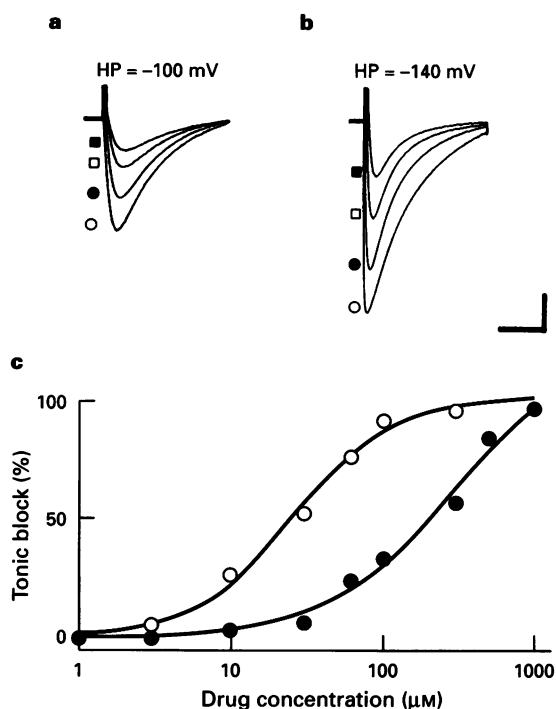 a
b
HP = –100 mV
HP = –140 mV
c
100
50
0
Tonic block (%)
1
10
100
1000
Drug concentration (μM)